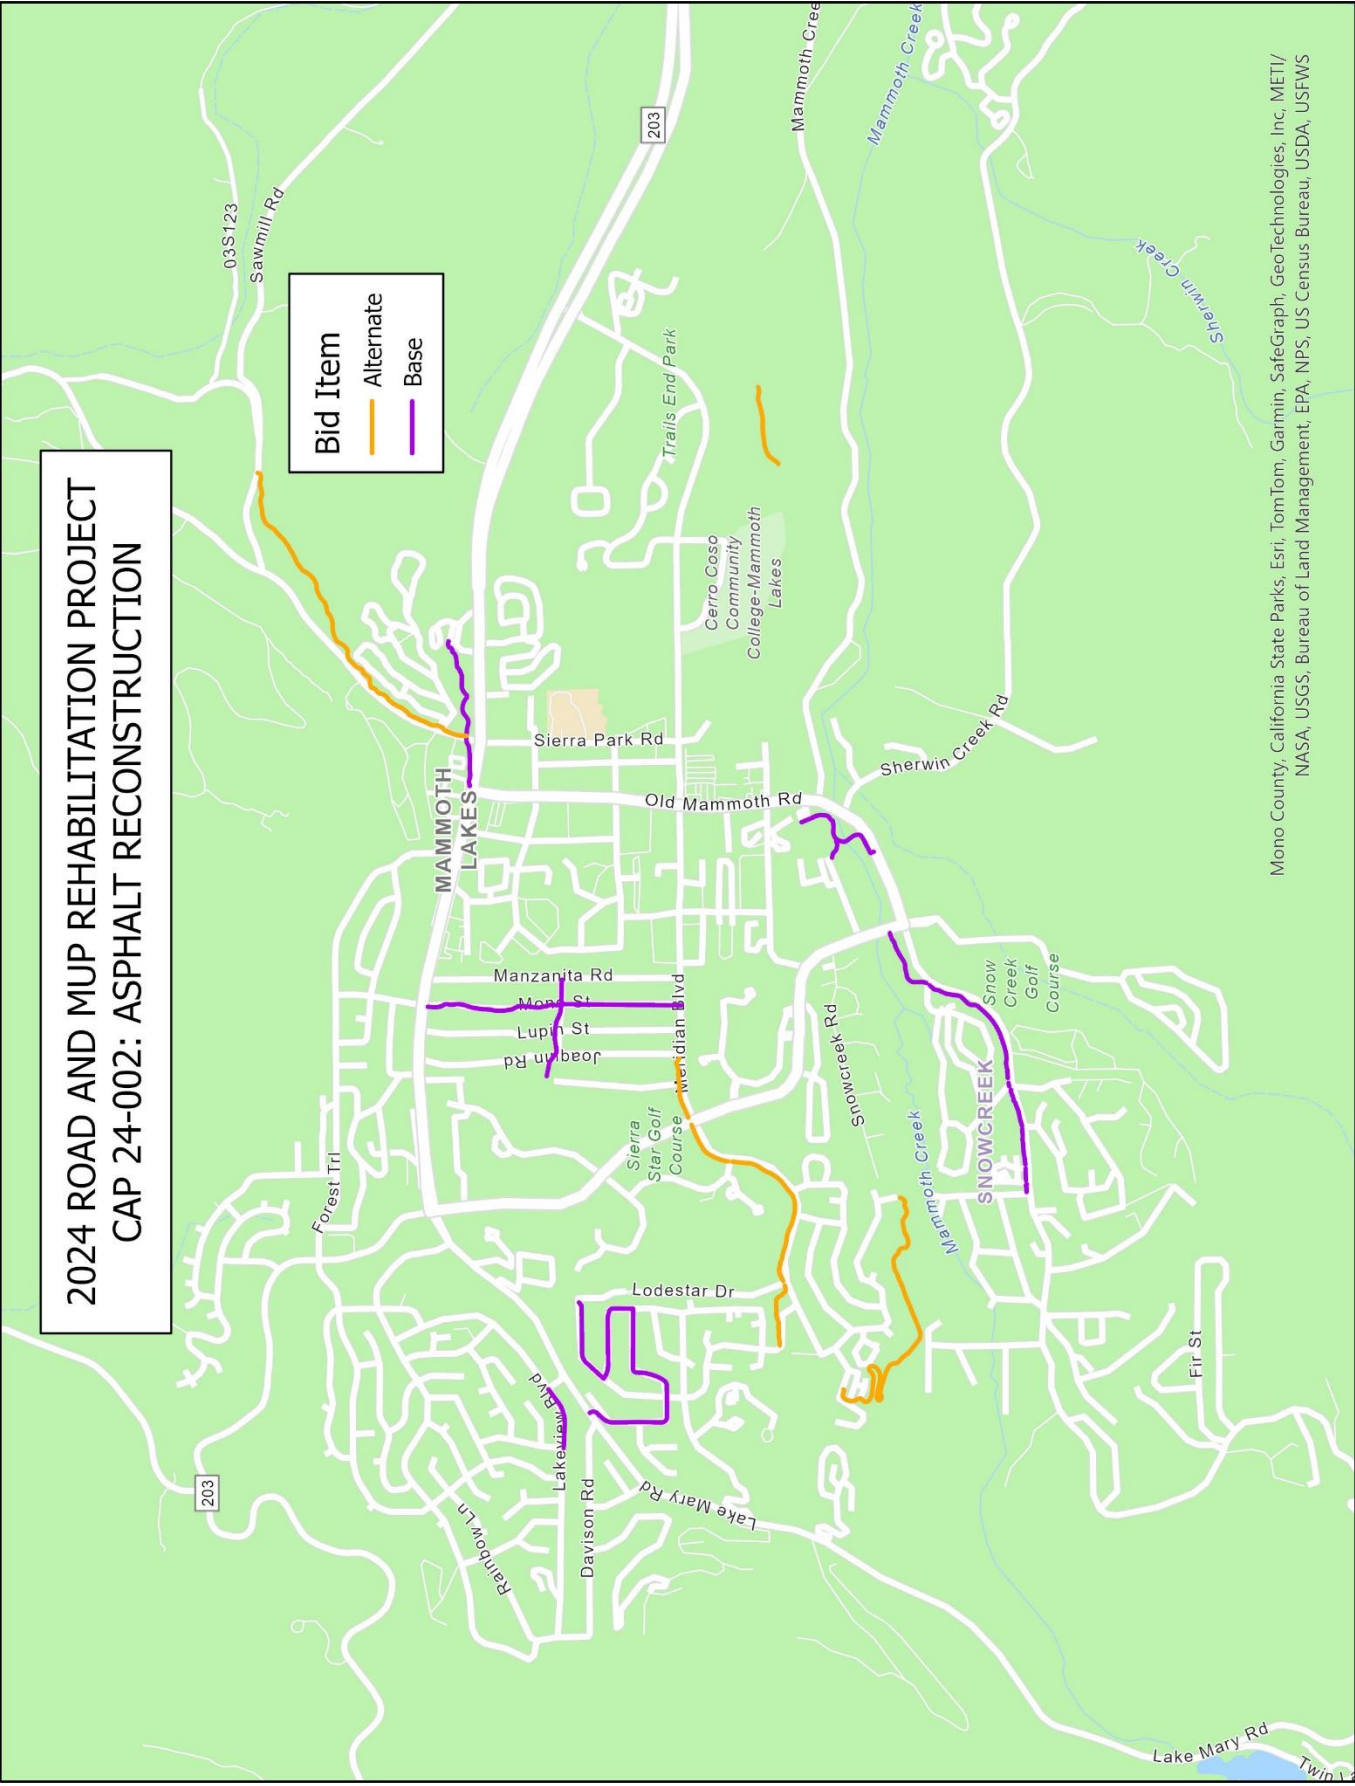 2024 ROAD AND MUP REHABILITATION PROJECT
CAP 24-002: ASPHALT RECONSTRUCTION
Bid Item
Alternate
Base
203
203
03S123
Sawmill Rd
Forest Trl
MAMMOTH
LAKES
Sierra Park Rd
Old Mammoth Rd
Manzanita Rd
Mono St
Lupin St
Joaquin Rd
Meridian Blvd
Trails End Park
Cerro Coso
Community
College-Mammoth
Lakes
Mammoth Cree
Mammoth Creek
Sherwin Creek
Sherwin Creek Rd
Sierra
Star Golf
Course
Snowcreek Rd
Mammoth Creek
SNOWCREEK
Snow
Creek
Golf
Course
Lodestar Dr
Lakeview Blvd
Davison Rd
Rainbow Ln
Lake Mary Rd
Fir St
Lake Mary Rd
Twin La
Mono County, California State Parks, Esri, TomTom, Garmin, SafeGraph, GeoTechnologies, Inc, METI/
NASA, USGS, Bureau of Land Management, EPA, NPS, US Census Bureau, USDA, USFWS